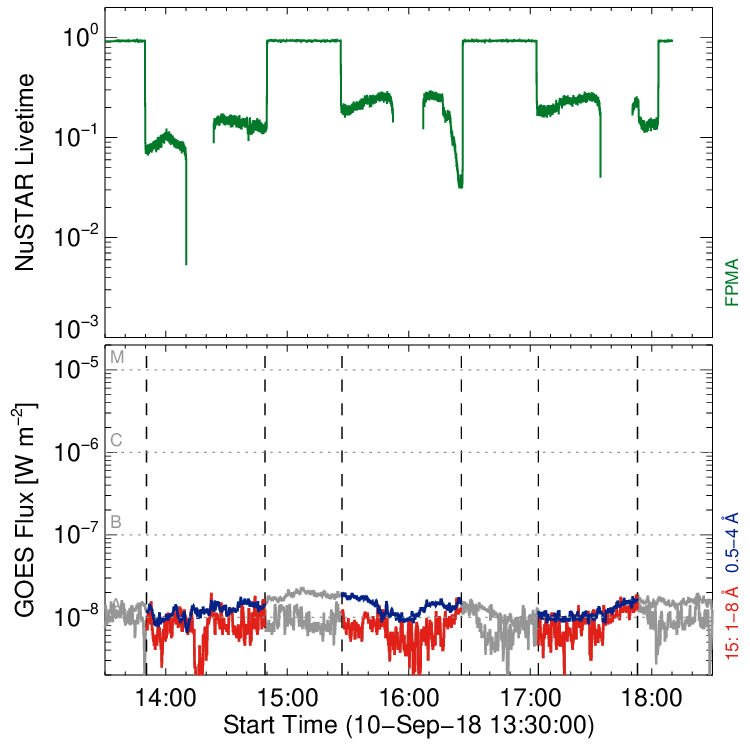 10⁰
10⁻¹
10⁻²
10⁻³
NuSTAR Livetime
FPMA
M
10⁻⁵
C
10⁻⁶
B
10⁻⁷
10⁻⁸
GOES Flux [W m⁻²]
15: 1−8 Å 0.5−4 Å
14:00 15:00 16:00 17:00 18:00
Start Time (10−Sep−18 13:30:00)